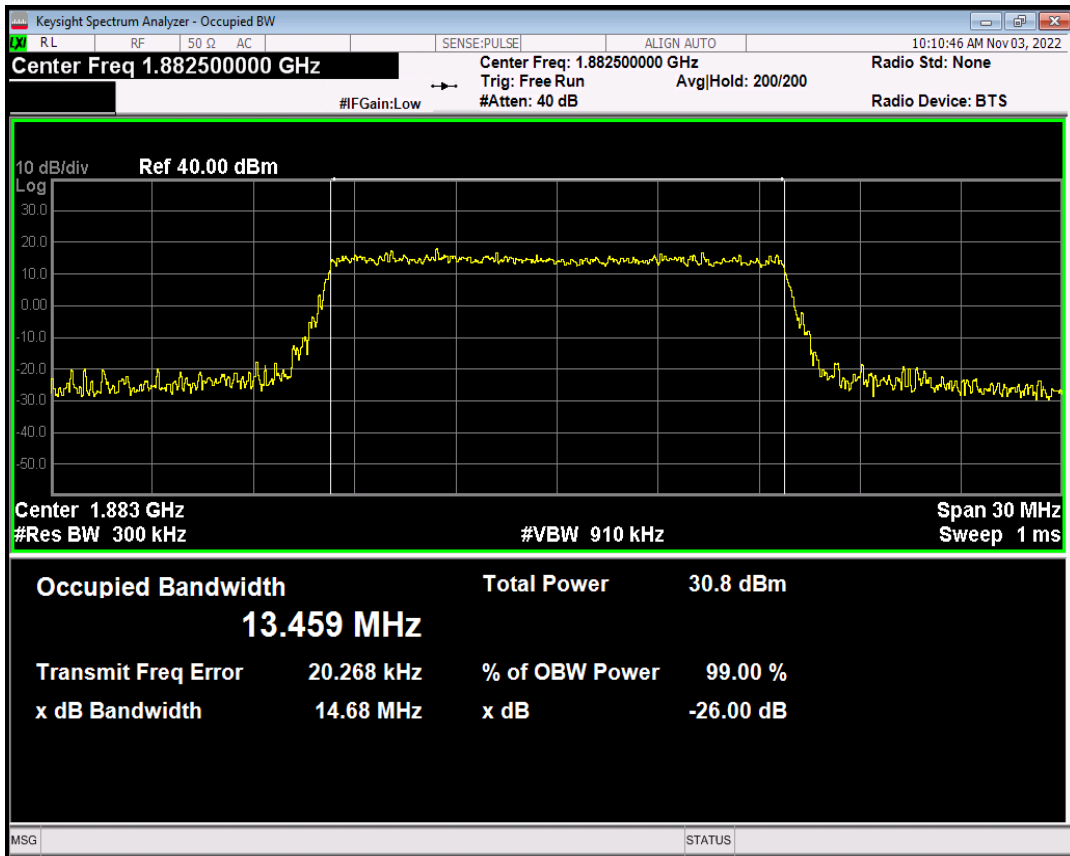 Keysight Spectrum Analyzer - Occupied BW
LXI RL RF 50 Ω AC SENSE:PULSE ALIGN AUTO 10:10:46 AM Nov 03, 2022
Center Freq 1.882500000 GHz
Center Freq: 1.882500000 GHz
Radio Std: None
Trig: Free Run Avg|Hold: 200/200
#IFGain:Low #Atten: 40 dB Radio Device: BTS
10 dB/div Ref 40.00 dBm
Log
30.0
20.0
10.0
0.00
-10.0
-20.0
-30.0
-40.0
-50.0
Center 1.883 GHz Span 30 MHz
#Res BW 300 kHz #VBW 910 kHz Sweep 1 ms
Occupied Bandwidth Total Power 30.8 dBm
13.459 MHz
Transmit Freq Error 20.268 kHz % of OBW Power 99.00 %
x dB Bandwidth 14.68 MHz x dB -26.00 dB
MSG STATUS